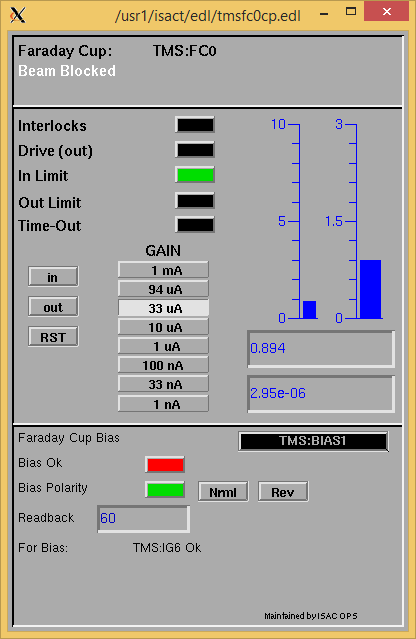 /usr1/isact/edl/tmsfc0cp.edl
Faraday Cup: TMS:FC0
Beam Blocked
Interlocks
Drive (out)
In Limit
Out Limit
Time-Out
GAIN
in
out
RST
1 mA
94 uA
33 uA
10 uA
1 uA
100 nA
33 nA
1 nA
10
5
0
3
1.5
0
0.894
2.95e-06
Faraday Cup Bias TMS:BIAS1
Bias Ok
Bias Polarity Nrml Rev
Readback 60
For Bias: TMS:IG6 Ok
Maintained by ISAC OPS